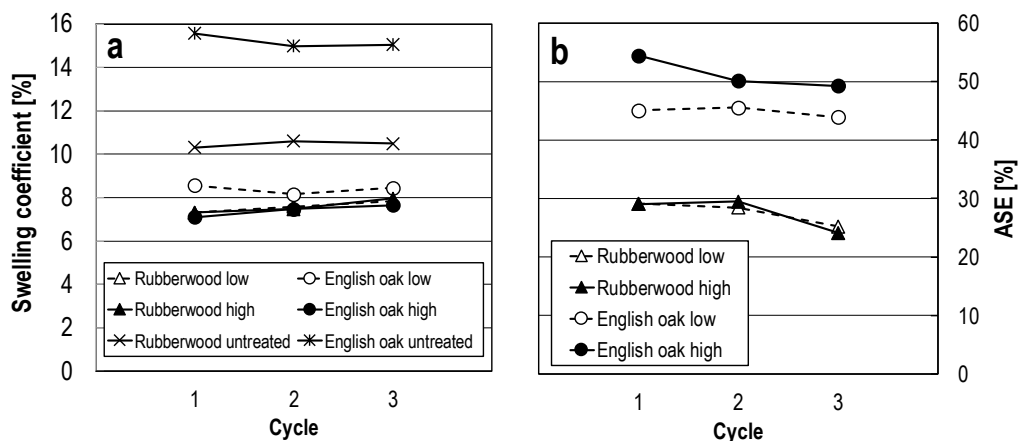 a
Swelling coefficient [%]
16
14
12
10
8
6
4
2
0
Rubberwood low
English oak low
Rubberwood high
English oak high
Rubberwood untreated
English oak untreated
1 2 3
Cycle
b
60
50
40
30
20
10
0
ASE [%]
Rubberwood low
Rubberwood high
English oak low
English oak high
1 2 3
Cycle